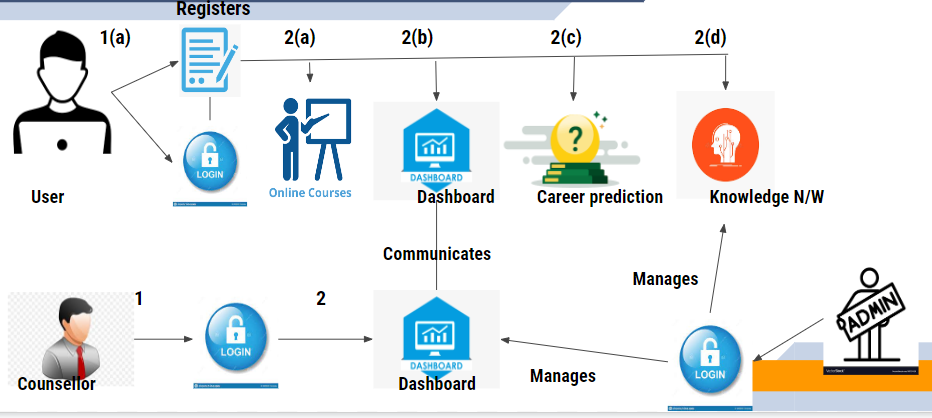 Registers
1(a)
2(a)
2(b)
2(c)
2(d)
LOGIN
DASHBOARD
Online Courses
User
Dashboard
Career prediction
Knowledge N/W
?
Communicates
Manages
1
2
ADMIN
LOGIN
DASHBOARD
LOGIN
Counsellor
Dashboard
Manages